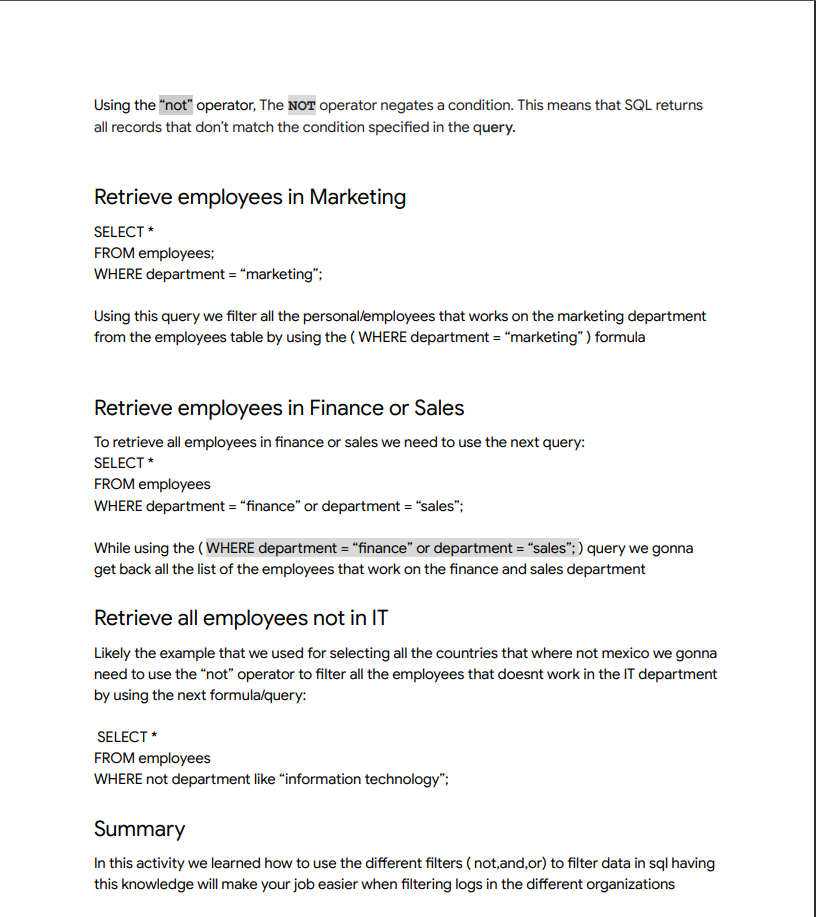 Using the “not” operator, The NOT operator negates a condition. This means that SQL returns
all records that don’t match the condition specified in the query.
Retrieve employees in Marketing
SELECT *
FROM employees;
WHERE department = “marketing”;
Using this query we filter all the personal/employees that works on the marketing department
from the employees table by using the ( WHERE department = “marketing” ) formula
Retrieve employees in Finance or Sales
To retrieve all employees in finance or sales we need to use the next query:
SELECT *
FROM employees
WHERE department = “finance” or department = “sales”;
While using the ( WHERE department = “finance” or department = “sales”; ) query we gonna
get back all the list of the employees that work on the finance and sales department
Retrieve all employees not in IT
Likely the example that we used for selecting all the countries that where not mexico we gonna
need to use the “not” operator to filter all the employees that doesnt work in the IT department
by using the next formula/query:
SELECT *
FROM employees
WHERE not department like “information technology”;
Summary
In this activity we learned how to use the different filters ( not,and,or) to filter data in sql having
this knowledge will make your job easier when filtering logs in the different organizations